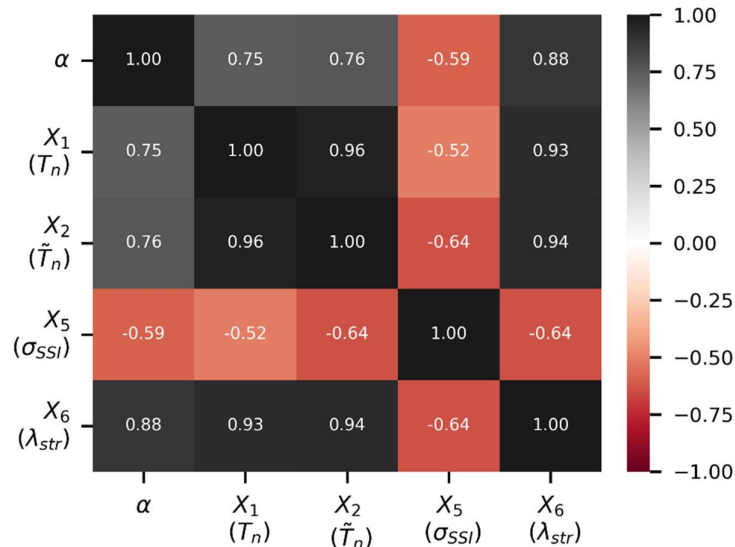 α 1.00 0.75 0.76 -0.59 0.88
X₁
(Tₙ) 0.75 1.00 0.96 -0.52 0.93
X₂
(T̃ₙ) 0.76 0.96 1.00 -0.64 0.94
X₅
(σ_SSI) -0.59 -0.52 -0.64 1.00 -0.64
X₆
(λ_str) 0.88 0.93 0.94 -0.64 1.00
α X₁ X₂ X₅ X₆
(Tₙ) (T̃ₙ) (σ_SSI) (λ_str)
1.00
0.75
0.50
0.25
0.00
−0.25
−0.50
−0.75
−1.00